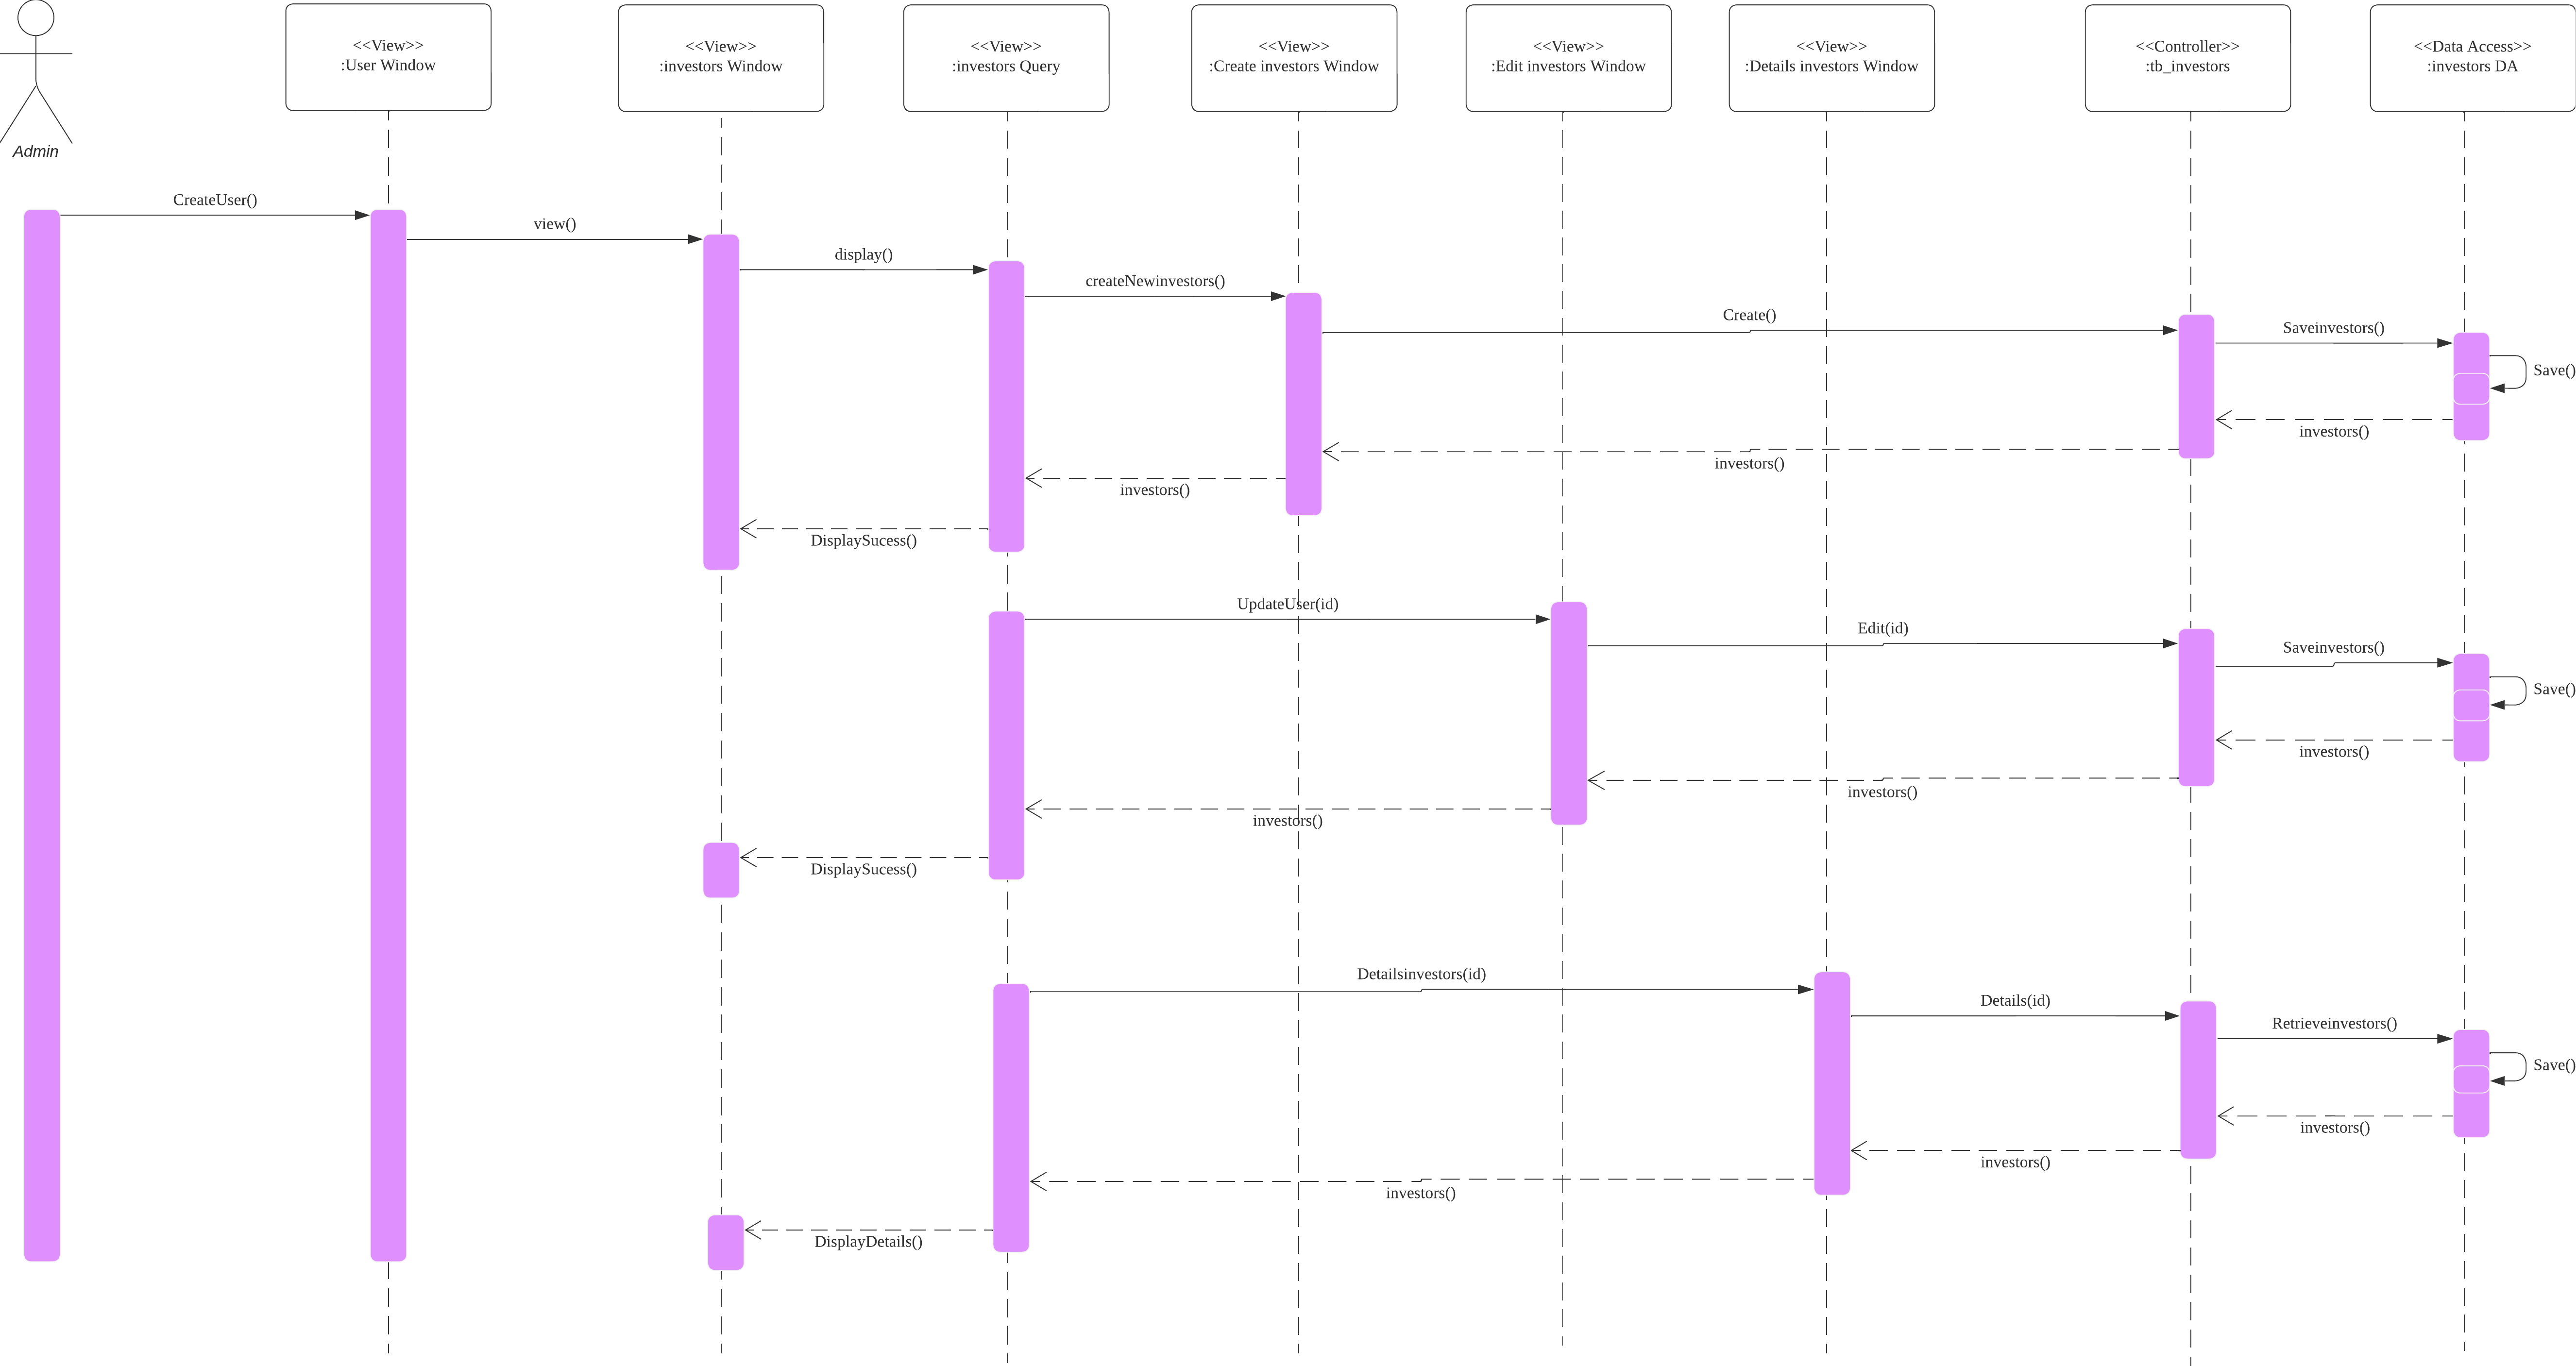 <<View>>
:User Window
<<View>>
:investors Window
<<View>>
:investors Query
<<View>>
:Create investors Window
<<View>>
:Edit investors Window
<<View>>
:Details investors Window
<<Controller>>
:tb_investors
<<Data Access>>
:investors DA
Admin
CreateUser()
view()
display()
createNewinvestors()
Create()
Saveinvestors()
Save()
investors()
investors()
investors()
DisplaySucess()
UpdateUser(id)
Edit(id)
Saveinvestors()
Save()
investors()
investors()
investors()
DisplaySucess()
Detailsinvestors(id)
Details(id)
Retrieveinvestors()
Save()
investors()
investors()
investors()
DisplayDetails()